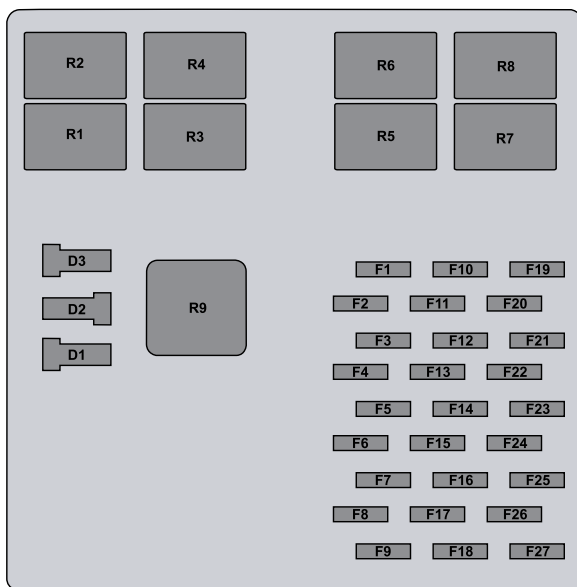 R2 R4 R6 R8
R1 R3 R5 R7
D3
D2
D1
R9
F1 F10 F19
F2 F11 F20
F3 F12 F21
F4 F13 F22
F5 F14 F23
F6 F15 F24
F7 F16 F25
F8 F17 F26
F9 F18 F27